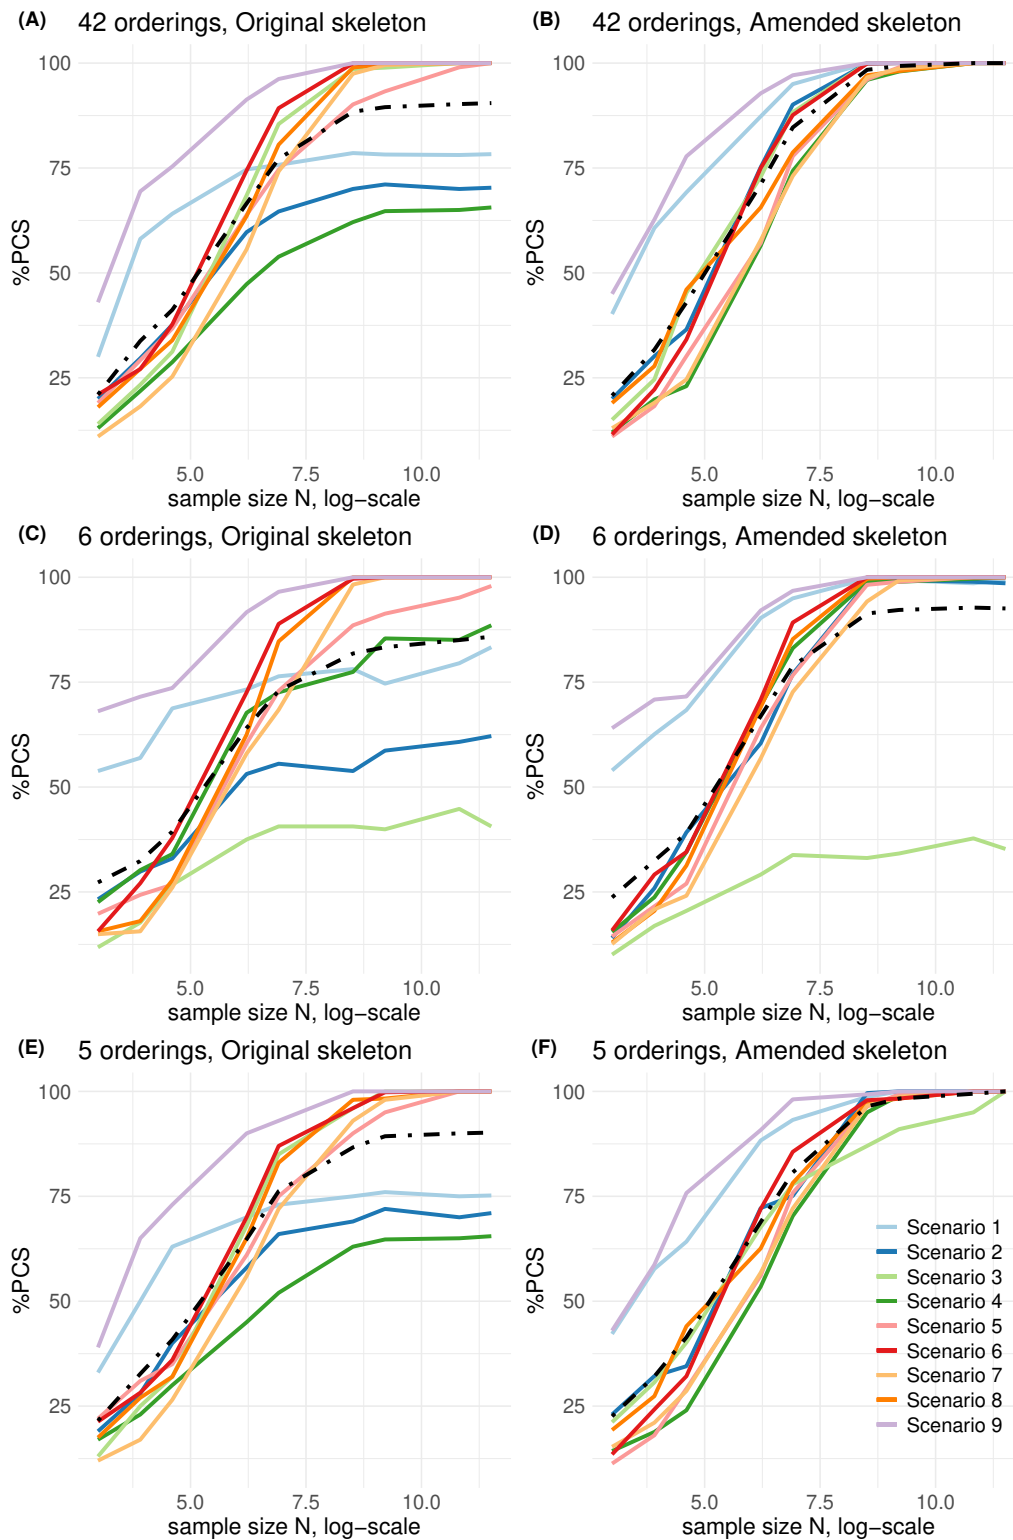 (A) 42 orderings, Original skeleton
100
75
50
25
%PCS
5.0 7.5 10.0
sample size N, log−scale
(B) 42 orderings, Amended skeleton
100
75
50
25
%PCS
5.0 7.5 10.0
sample size N, log−scale
(C) 6 orderings, Original skeleton
100
75
50
25
%PCS
5.0 7.5 10.0
sample size N, log−scale
(D) 6 orderings, Amended skeleton
100
75
50
25
%PCS
5.0 7.5 10.0
sample size N, log−scale
(E) 5 orderings, Original skeleton
100
75
50
25
%PCS
5.0 7.5 10.0
sample size N, log−scale
(F) 5 orderings, Amended skeleton
100
75
50
25
%PCS
5.0 7.5 10.0
sample size N, log−scale
Scenario 1
Scenario 2
Scenario 3
Scenario 4
Scenario 5
Scenario 6
Scenario 7
Scenario 8
Scenario 9